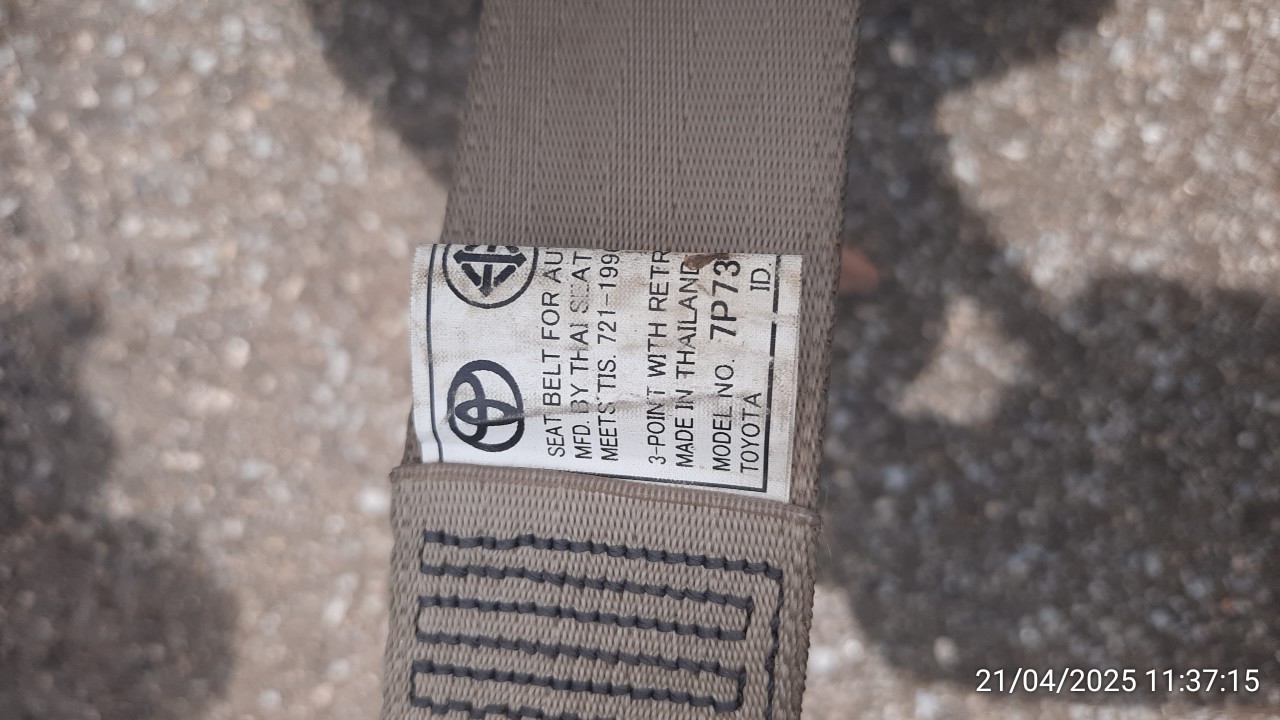 SEAT BELT FOR AU
MFD. BY THAI SEAT
MEETS TIS. 721-199
3-POINT WITH RETR
MADE IN THAILAND
MODEL NO. 7P73
TOYOTA ID.
21/04/2025 11:37:15